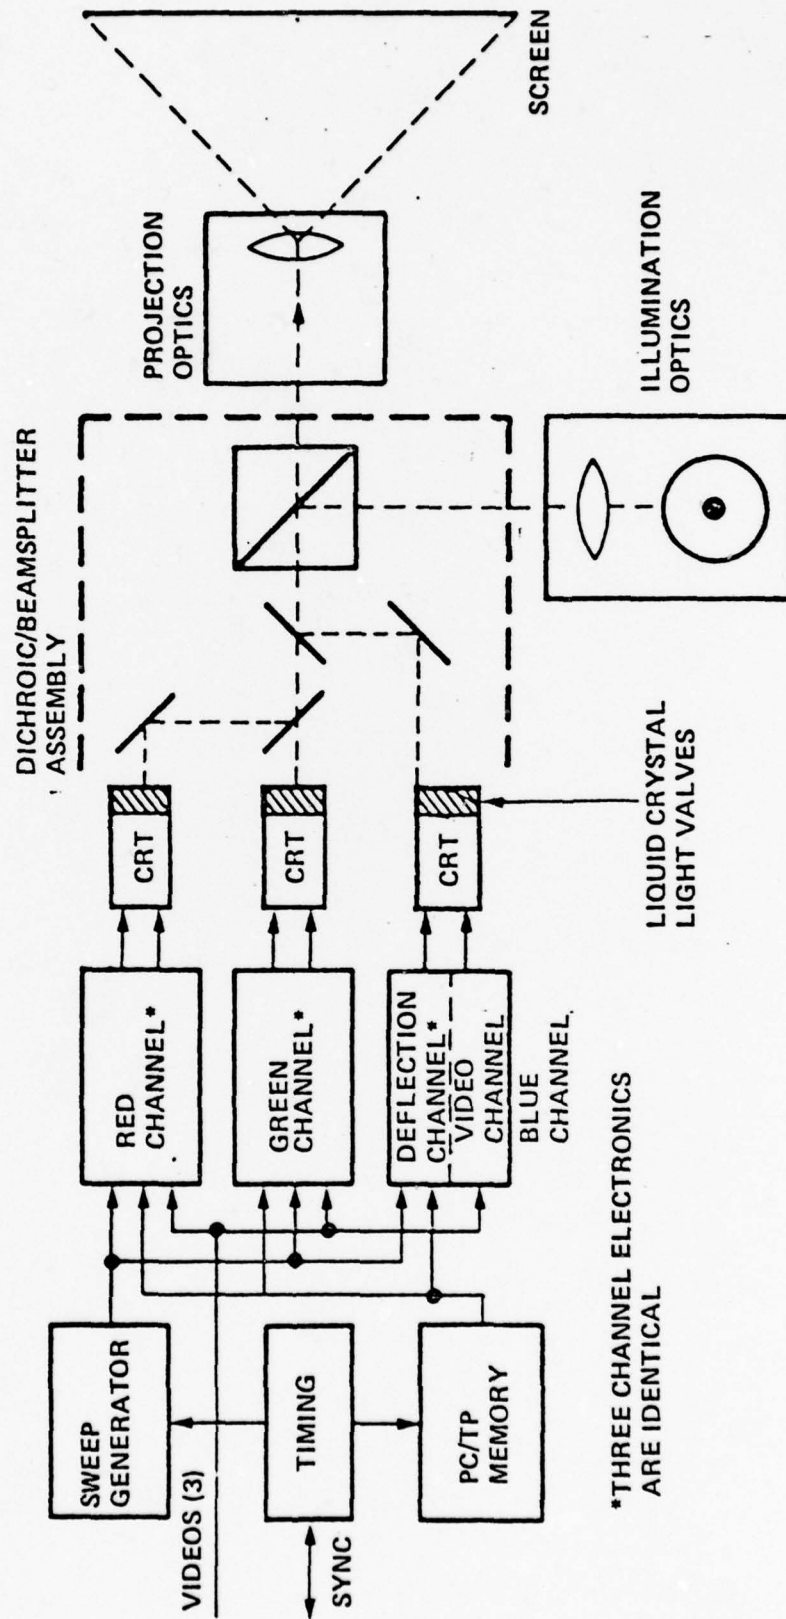 DICHROIC/BEAMSPLITTER
ASSEMBLY
PROJECTION
OPTICS
SCREEN
ILLUMINATION
OPTICS
LIQUID CRYSTAL
LIGHT VALVES
CRT
CRT
CRT
RED
CHANNEL*
GREEN
CHANNEL*
DEFLECTION
CHANNEL*
VIDEO
CHANNEL
BLUE
CHANNEL
SWEEP
GENERATOR
VIDEOS (3)
TIMING
SYNC
PC/TP
MEMORY
*THREE CHANNEL ELECTRONICS
ARE IDENTICAL